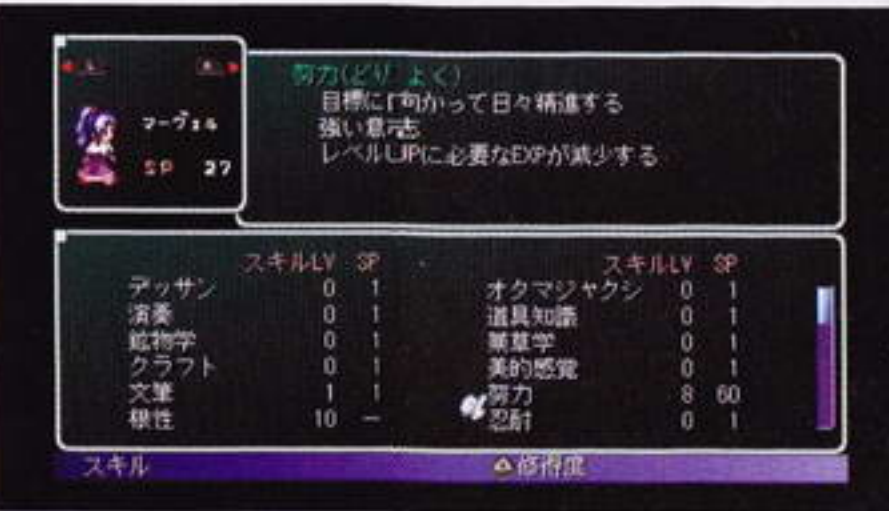 L R
マーヴェル
SP 27
努力(どりょく)
目標に向かって日々精進する
強い意志
レベルUPに必要なEXPが減少する
スキルLV SP スキルLV SP
デッサン 0 1 オタマジャクシ 0 1
演奏 0 1 道具知識 0 1
鉱物学 0 1 薬草学 0 1
クラフト 0 1 美的感覚 0 1
文筆 1 1 努力 8 60
根性 10 — 忍耐 0 1
スキル △修得度